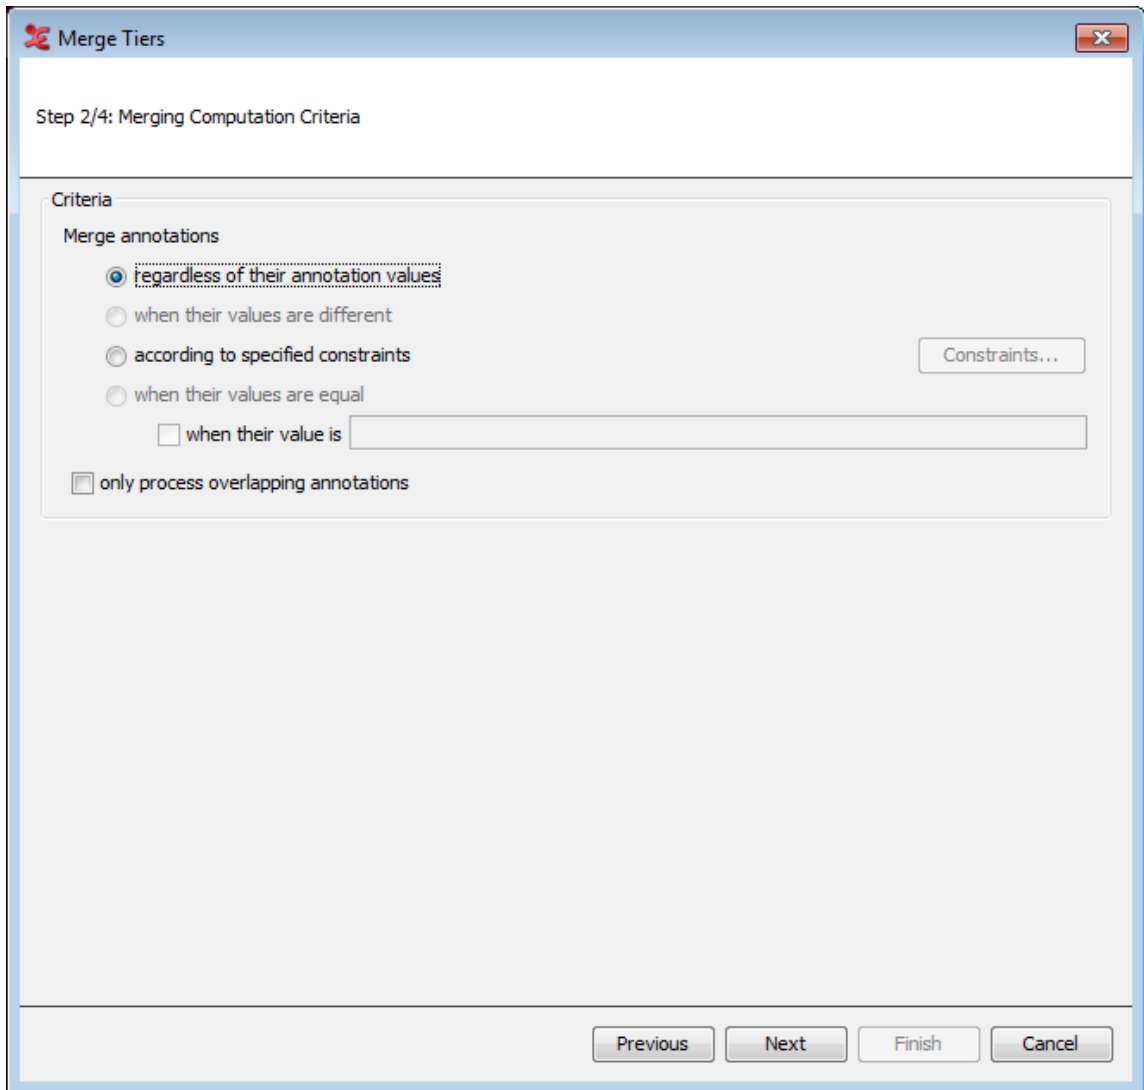 Merge Tiers
Step 2/4: Merging Computation Criteria
Criteria
Merge annotations
regardless of their annotation values
when their values are different
according to specified constraints
Constraints...
when their values are equal
when their value is
only process overlapping annotations
Previous
Next
Finish
Cancel